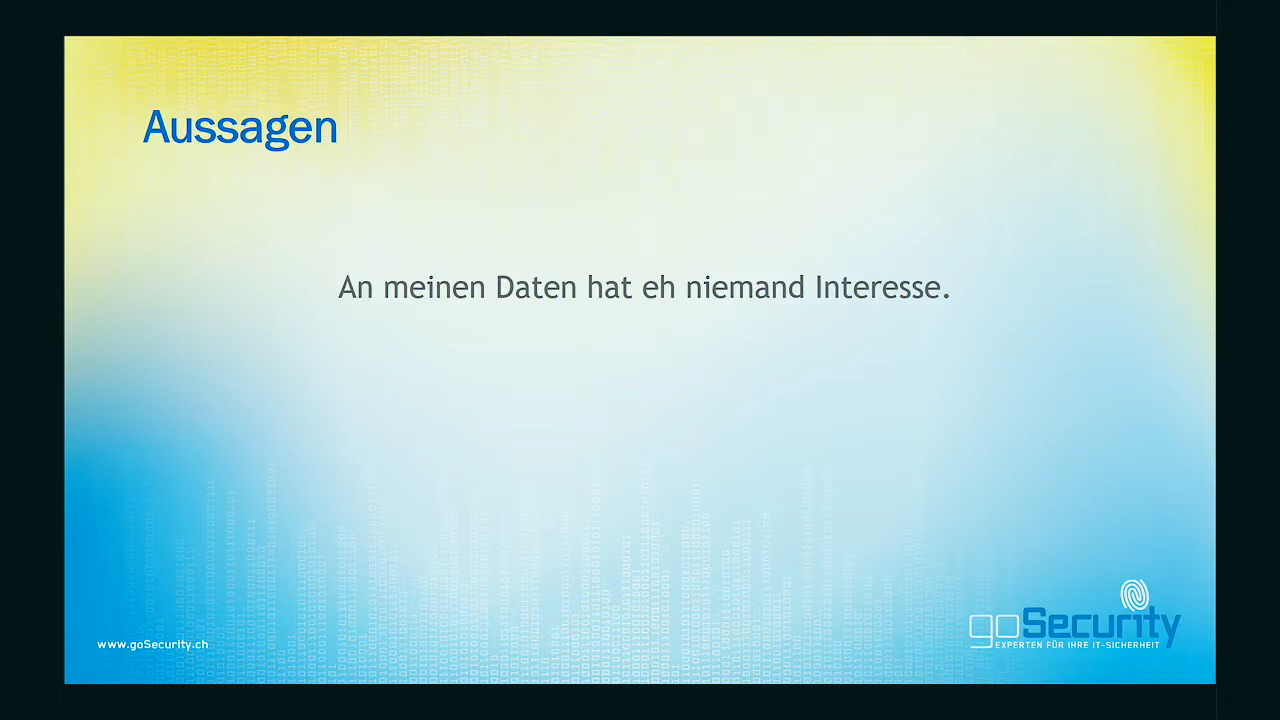 Aussagen
An meinen Daten hat eh niemand Interesse.
www.goSecurity.ch
goSecurity
EXPERTEN FÜR IHRE IT-SICHERHEIT